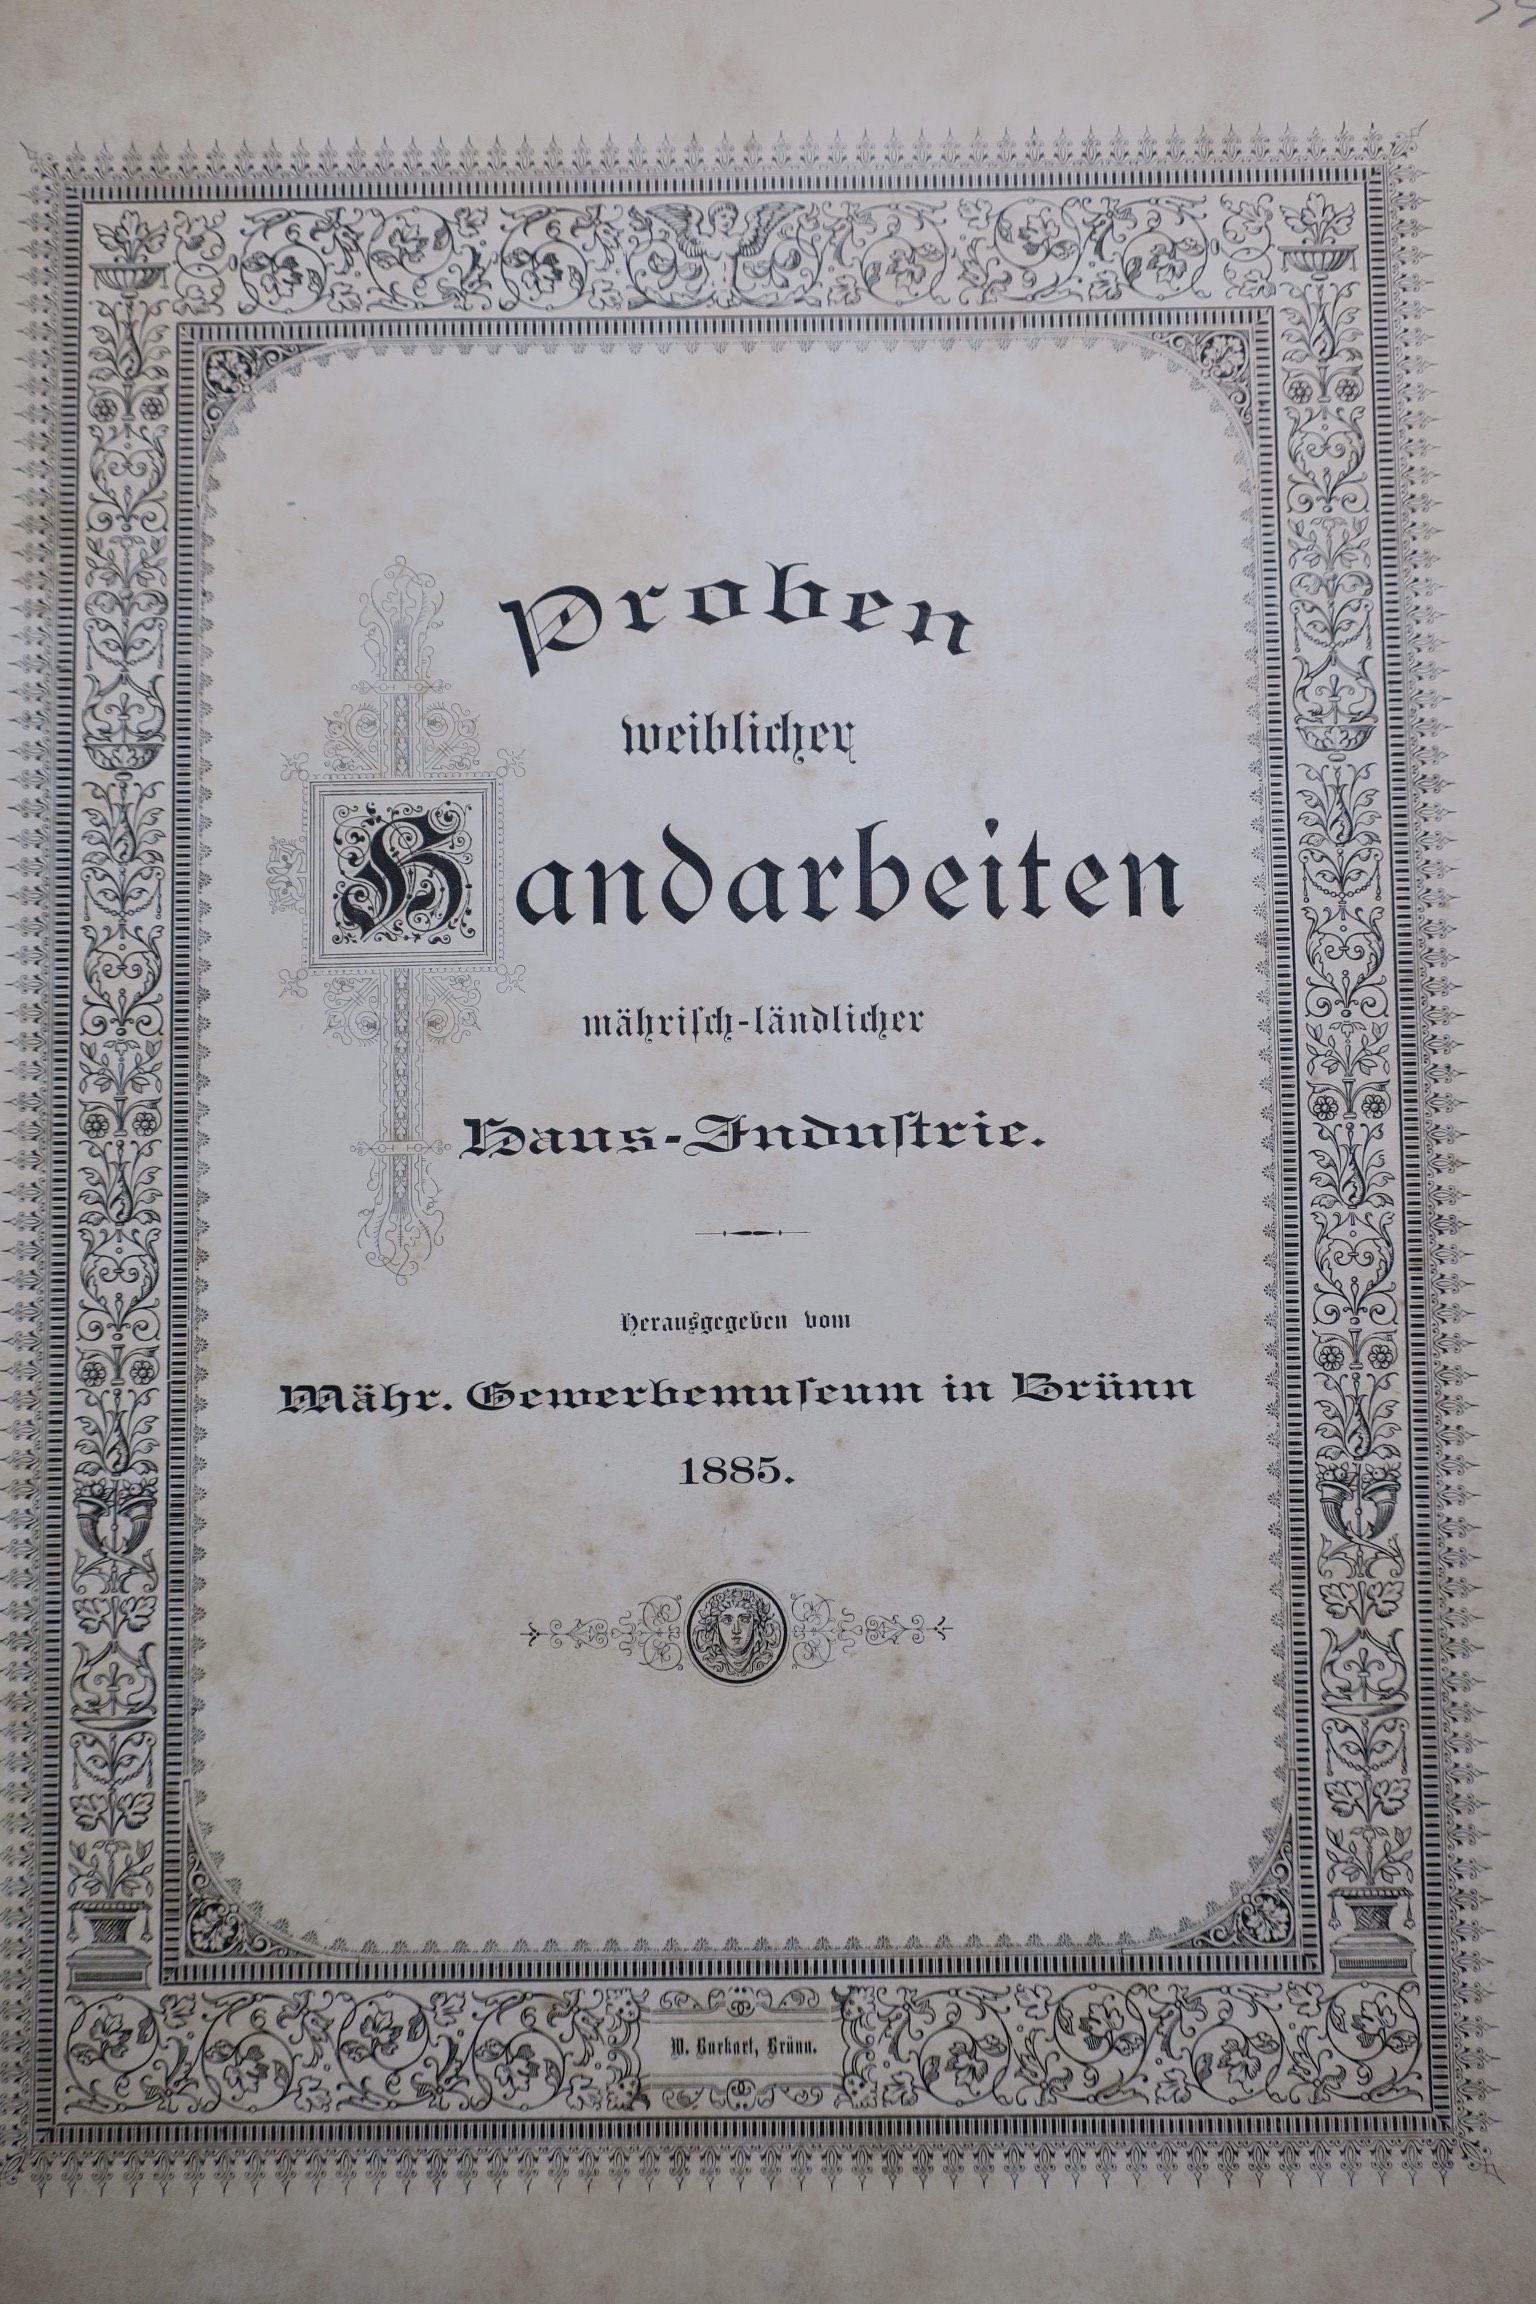 Proben
weiblicher
Handarbeiten
mährisch-ländlicher
Haus-Industrie.
Herausgegeben vom
Mähr. Gewerbemuseum in Brünn
1885.
W. Burkart, Brünn.